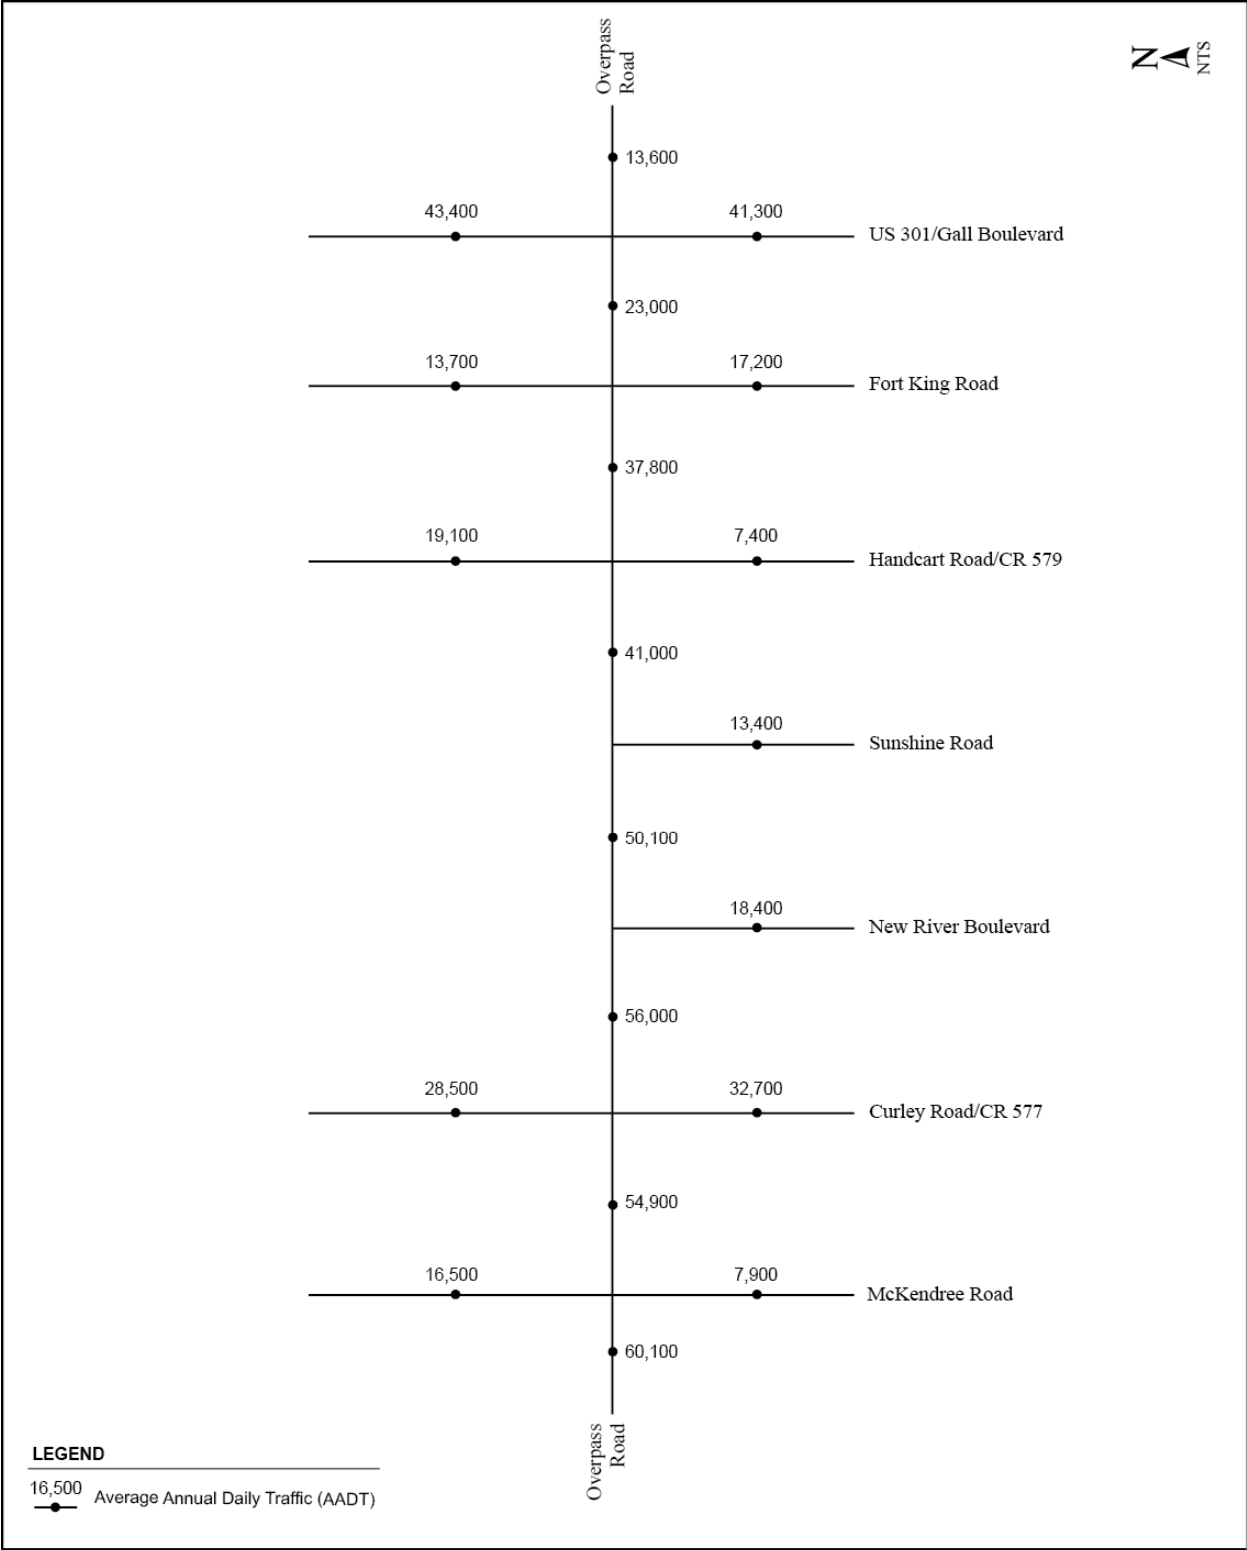 Overpass
Road
N
NTS
13,600
43,400
41,300
US 301/Gall Boulevard
23,000
13,700
17,200
Fort King Road
37,800
19,100
7,400
Handcart Road/CR 579
41,000
13,400
Sunshine Road
50,100
18,400
New River Boulevard
56,000
28,500
32,700
Curley Road/CR 577
54,900
16,500
7,900
McKendree Road
60,100
Overpass
Road
LEGEND
16,500
Average Annual Daily Traffic (AADT)